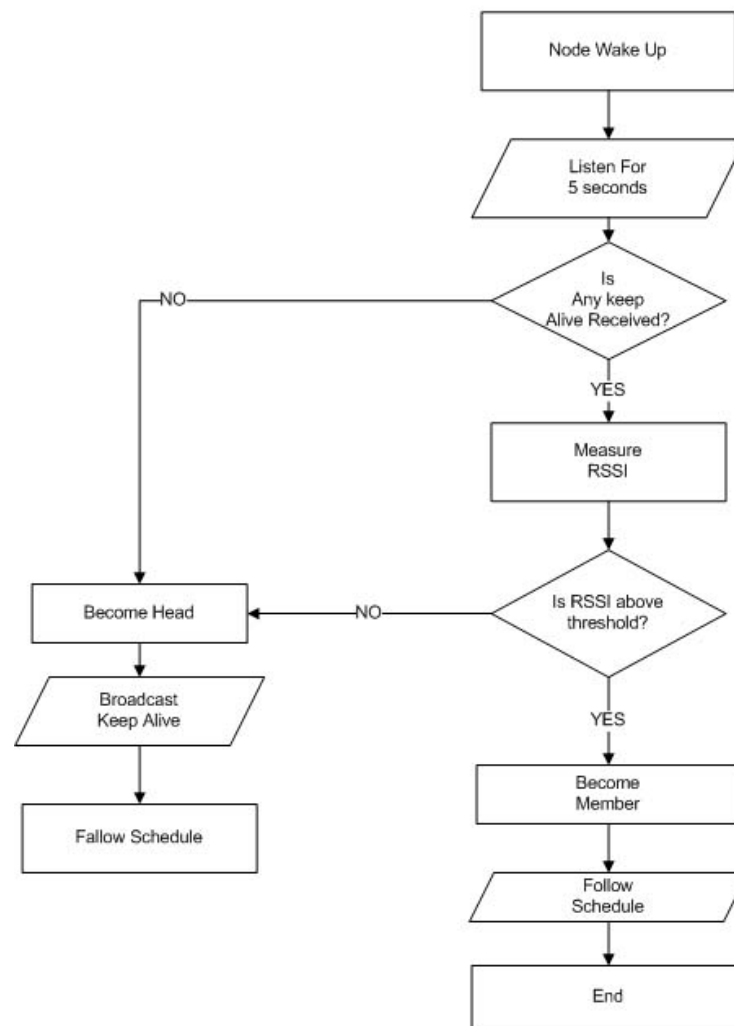 Node Wake Up
Listen For
5 seconds
Is
Any keep
Alive Received?
NO
YES
Measure
RSSI
Is RSSI above
threshold?
NO
Become Head
Broadcast
Keep Alive
Fallow Schedule
YES
Become
Member
Follow
Schedule
End